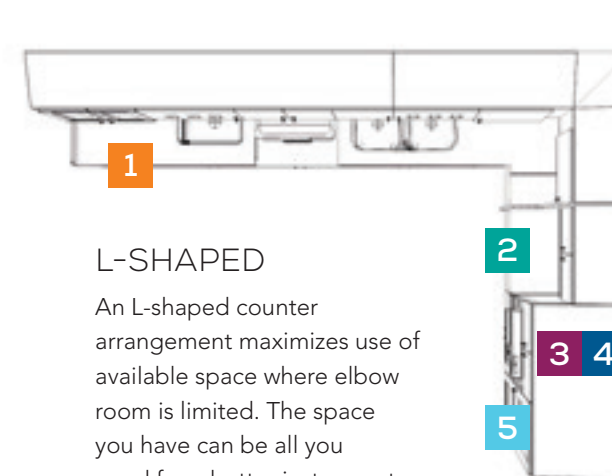 1
2
L-SHAPED
An L-shaped counter
arrangement maximizes use of
available space where elbow
room is limited. The space
you have can be all you
3 4
5